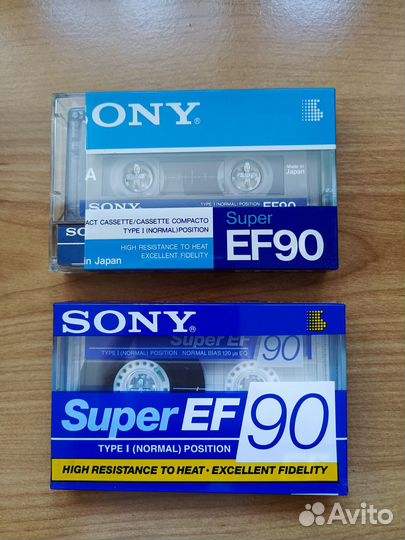 SONY®
A
Made in
Japan
SONY
TYPE I (NORMAL) POSITION
EF90
ACT CASSETTE/CASSETTE COMPACTO
TYPE I (NORMAL) POSITION
HIGH RESISTANCE TO HEAT
EXCELLENT FIDELITY
Super
EF90
SONY
in Japan
SONY®
Super EF 90
TYPE I (NORMAL) POSITION NORMAL BIAS 120 µs EQ
Super EF 90
TYPE I (NORMAL) POSITION
HIGH RESISTANCE TO HEAT · EXCELLENT FIDELITY
Avito